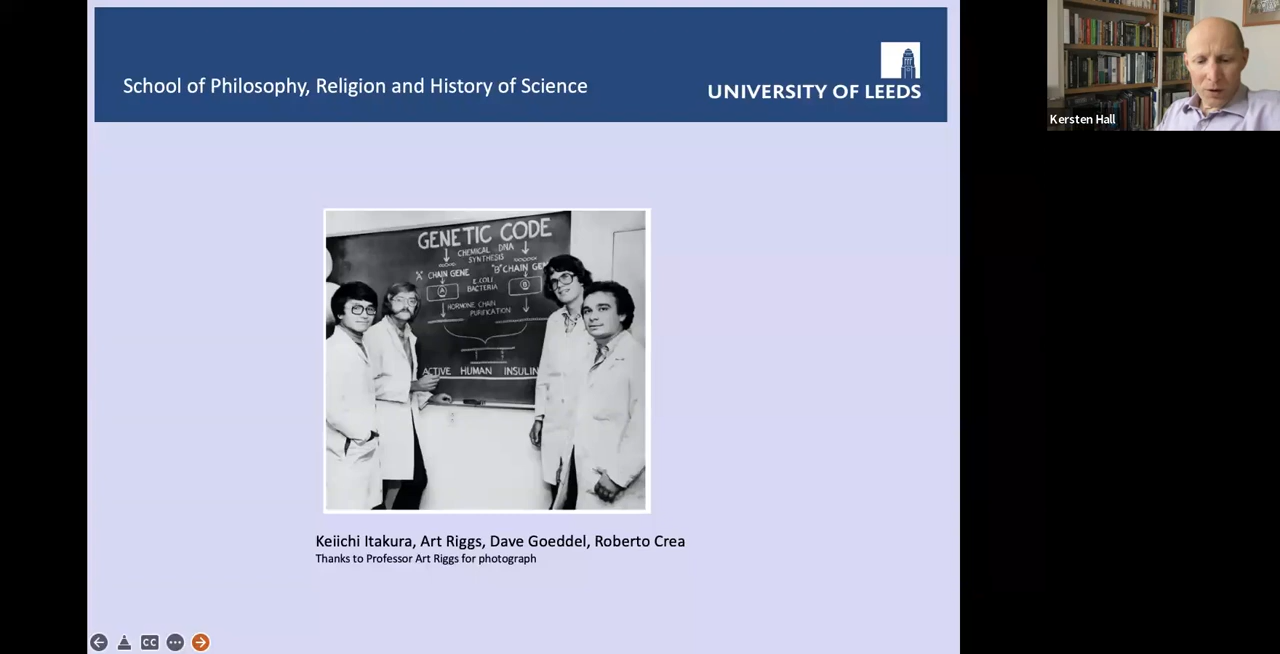 School of Philosophy, Religion and History of Science
UNIVERSITY OF LEEDS
Kersten Hall
GENETIC CODE
CHEMICAL DNA
SYNTHESIS
CHAIN GENE
"B" CHAIN GE
E.COLI
BACTERIA
A
B
HORMONE CHAIN
PURIFICATION
ACTIVE HUMAN INSULIN
Keiichi Itakura, Art Riggs, Dave Goeddel, Roberto Crea
Thanks to Professor Art Riggs for photograph
CC